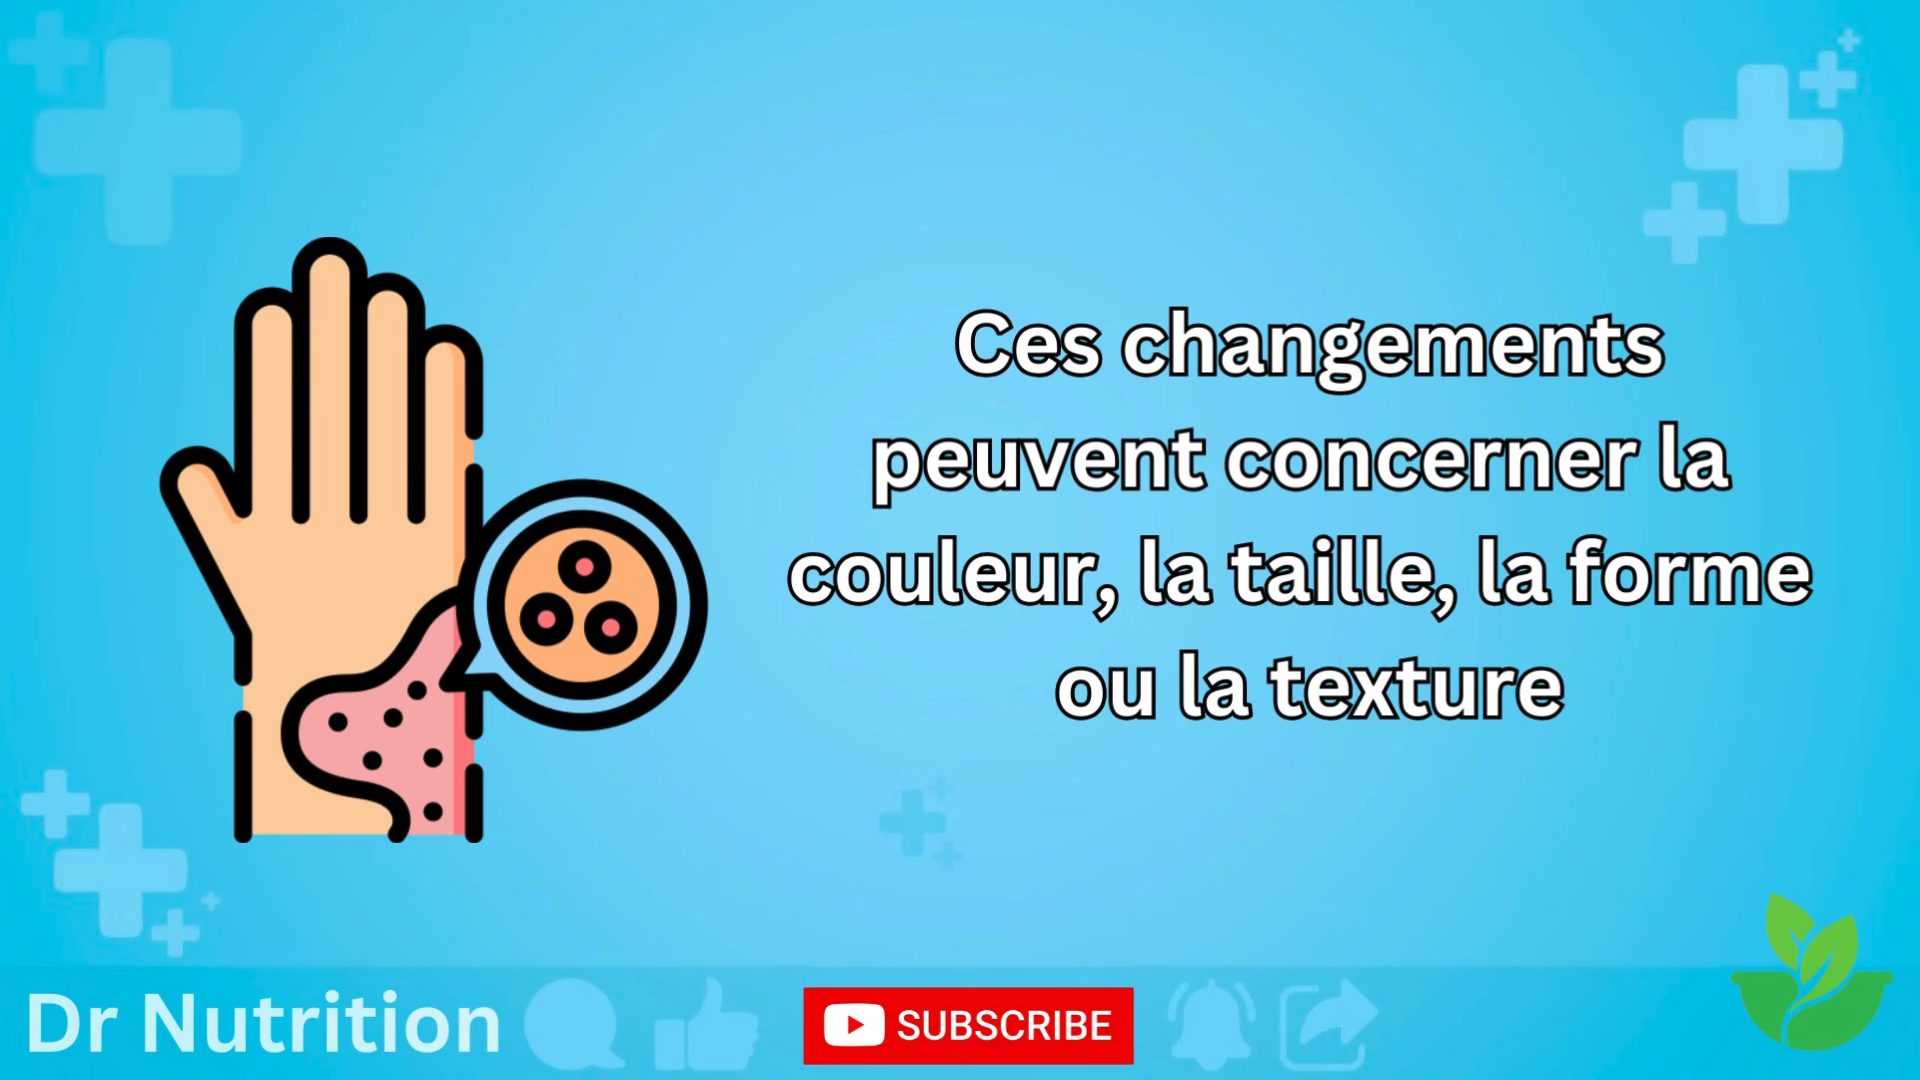 Ces changements
peuvent concerner la
couleur, la taille, la forme
ou la texture
Dr Nutrition
SUBSCRIBE